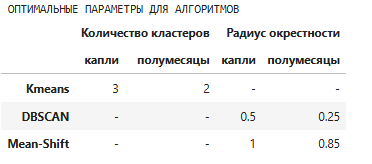 ОПТИМАЛЬНЫЕ ПАРАМЕТРЫ ДЛЯ АЛГОРИТМОВ
Количество кластеров Радиус окрестности
капли полумесяцы капли полумесяцы
Kmeans 3 2 - -
DBSCAN - - 0.5 0.25
Mean-Shift - - 1 0.85